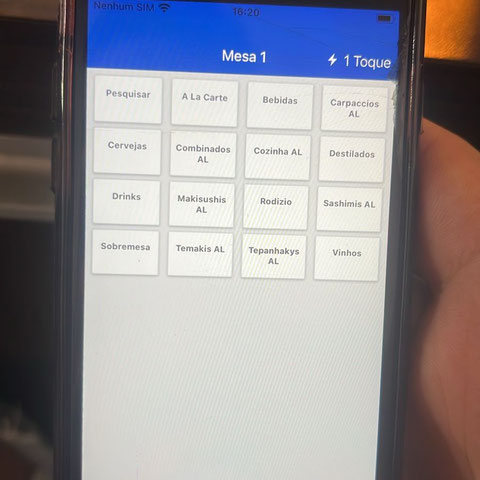 Nenhum SIM 16:20
Mesa 1 1 Toque
Pesquisar A La Carte Bebidas Carpaccios
AL
Cervejas Combinados
AL Cozinha AL Destilados
Drinks Makisushis
AL Rodizio Sashimis AL
Sobremesa Temakis AL Tepanhakys
AL Vinhos